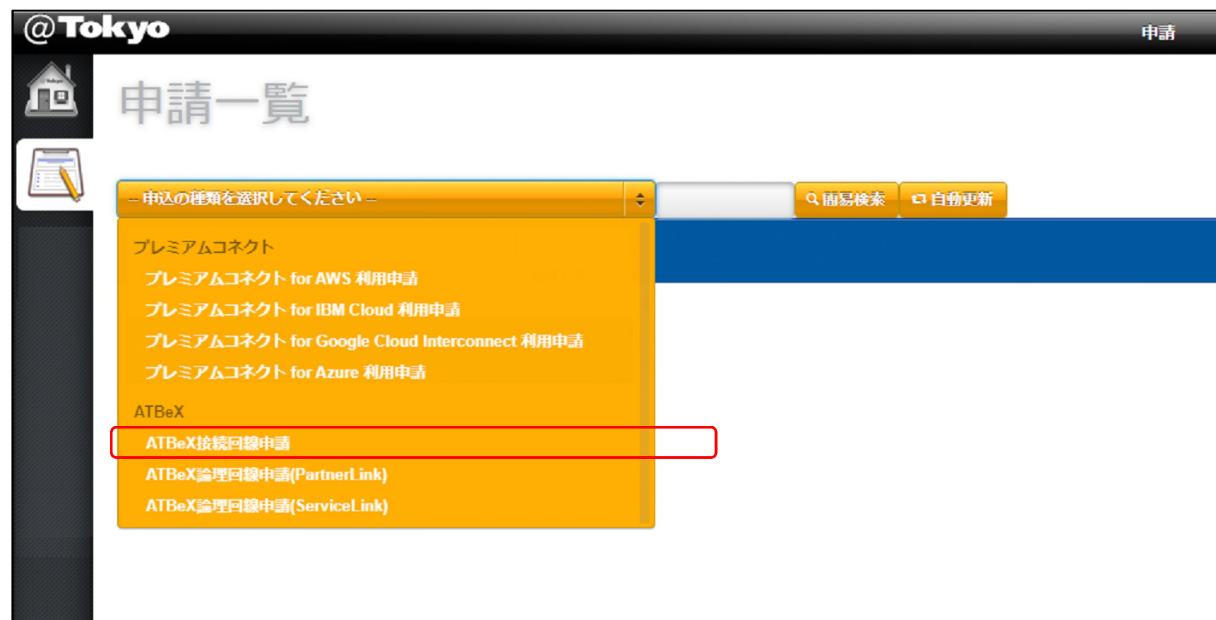 @Tokyo
申請
申請一覧
-- 申込の種類を選択してください --
簡易検索
自動更新
プレミアムコネクト
プレミアムコネクト for AWS 利用申請
プレミアムコネクト for IBM Cloud 利用申請
プレミアムコネクト for Google Cloud Interconnect 利用申請
プレミアムコネクト for Azure 利用申請
ATBeX
ATBeX接続回線申請
ATBeX論理回線申請(PartnerLink)
ATBeX論理回線申請(ServiceLink)